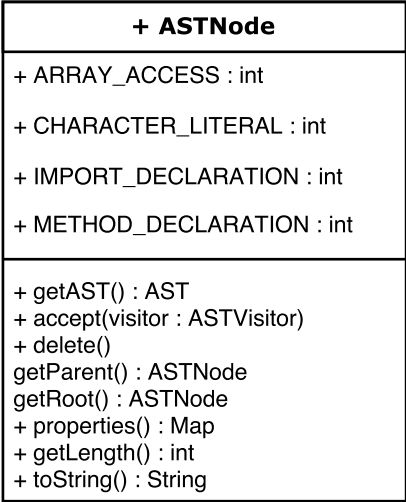 + ASTNode
+ ARRAY_ACCESS : int
+ CHARACTER_LITERAL : int
+ IMPORT_DECLARATION : int
+ METHOD_DECLARATION : int
+ getAST() : AST
+ accept(visitor : ASTVisitor)
+ delete()
getParent() : ASTNode
getRoot() : ASTNode
+ properties() : Map
+ getLength() : int
+ toString() : String